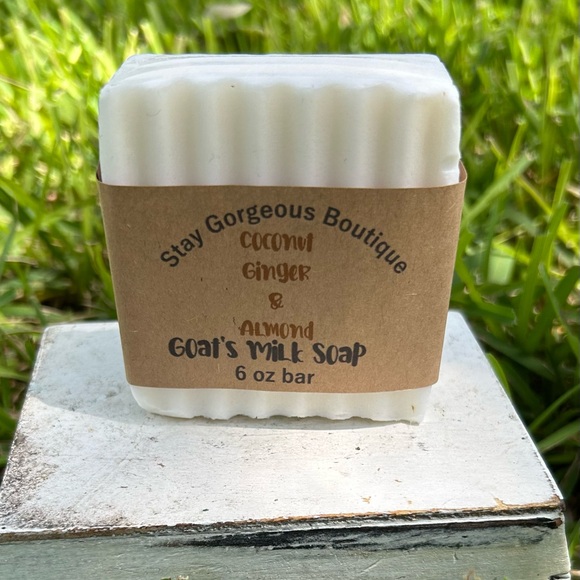 Stay Gorgeous Boutique
Coconut
Ginger
&
Almond
Goat's Milk Soap
6 oz bar